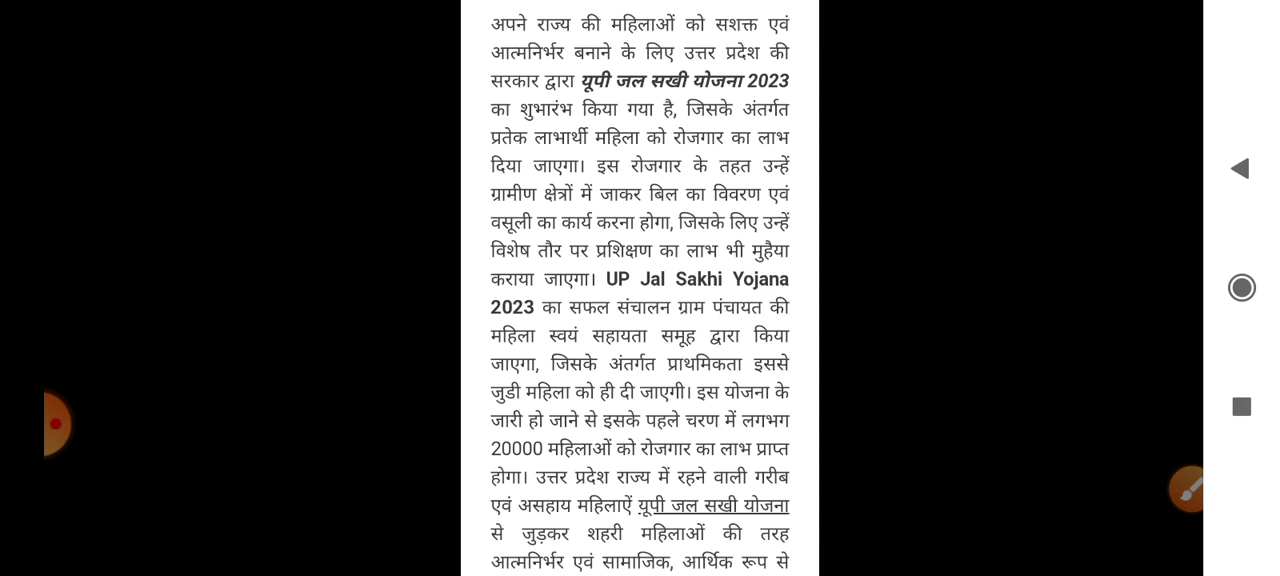 अपने राज्य की महिलाओं को सशक्त एवं
आत्मनिर्भर बनाने के लिए उत्तर प्रदेश की
सरकार द्वारा यूपी जल सखी योजना 2023
का शुभारंभ किया गया है, जिसके अंतर्गत
प्रतेक लाभार्थी महिला को रोजगार का लाभ
दिया जाएगा। इस रोजगार के तहत उन्हें
ग्रामीण क्षेत्रों में जाकर बिल का विवरण एवं
वसूली का कार्य करना होगा, जिसके लिए उन्हें
विशेष तौर पर प्रशिक्षण का लाभ भी मुहैया
कराया जाएगा। UP Jal Sakhi Yojana
2023 का सफल संचालन ग्राम पंचायत की
महिला स्वयं सहायता समूह द्वारा किया
जाएगा, जिसके अंतर्गत प्राथमिकता इससे
जुडी महिला को ही दी जाएगी। इस योजना के
जारी हो जाने से इसके पहले चरण में लगभग
20000 महिलाओं को रोजगार का लाभ प्राप्त
होगा। उत्तर प्रदेश राज्य में रहने वाली गरीब
एवं असहाय महिलाऐं यूपी जल सखी योजना
से जुड़कर शहरी महिलाओं की तरह
आत्मनिर्भर एवं सामाजिक, आर्थिक रूप से